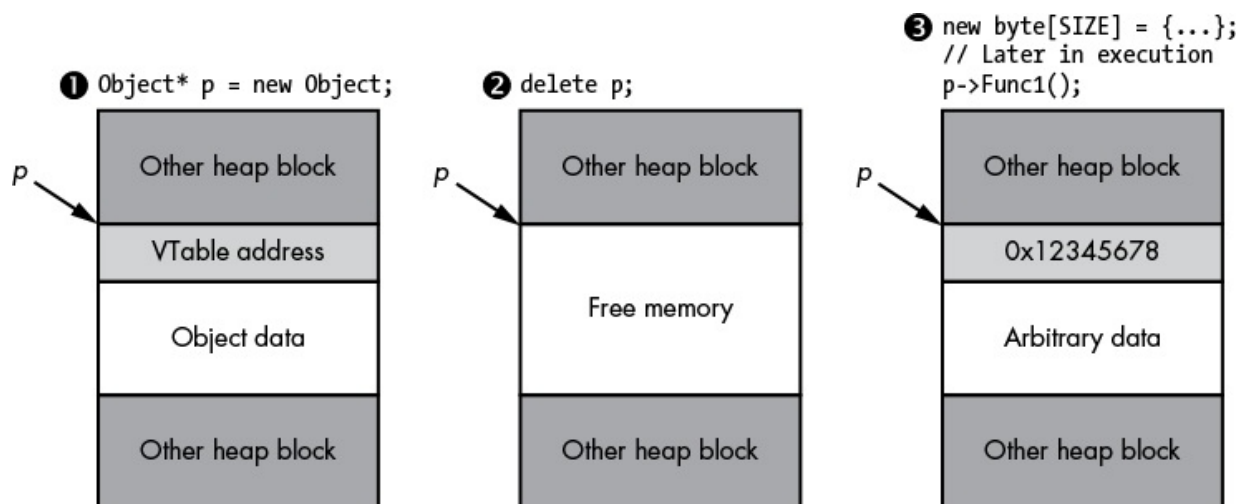 ❶ Object* p = new Object;
p
Other heap block
VTable address
Object data
Other heap block
❷ delete p;
p
Other heap block
Free memory
Other heap block
❸ new byte[SIZE] = {...};
// Later in execution
p->Func1();
p
Other heap block
0x12345678
Arbitrary data
Other heap block